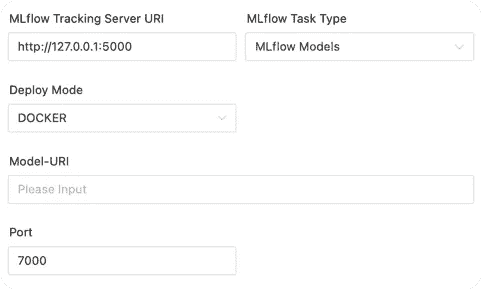 MLflow Tracking Server URI
MLflow Task Type
http://127.0.0.1:5000
MLflow Models
Deploy Mode
DOCKER
Model-URI
Please Input
Port
7000